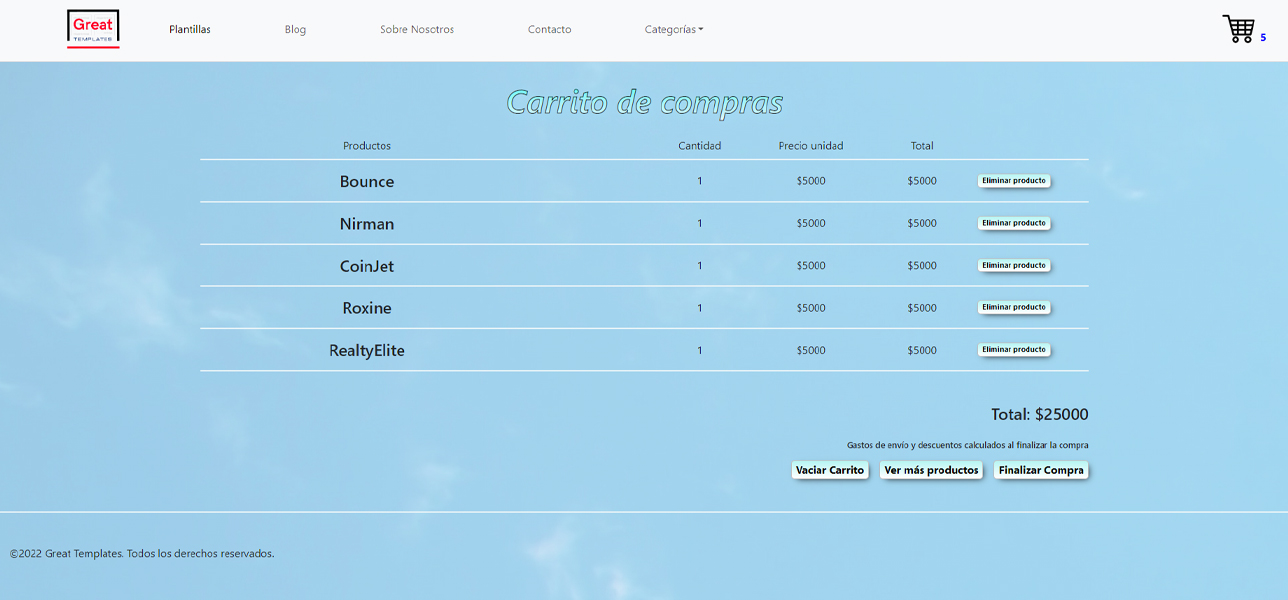 Great
TEMPLATES
Plantillas Blog Sobre Nosotros Contacto Categorías 5
Carrito de compras
Productos Cantidad Precio unidad Total
Bounce 1 $5000 $5000 Eliminar producto
Nirman 1 $5000 $5000 Eliminar producto
CoinJet 1 $5000 $5000 Eliminar producto
Roxine 1 $5000 $5000 Eliminar producto
RealtyElite 1 $5000 $5000 Eliminar producto
Total: $25000
Gastos de envío y descuentos calculados al finalizar la compra
Vaciar Carrito Ver más productos Finalizar Compra
©2022 Great Templates. Todos los derechos reservados.